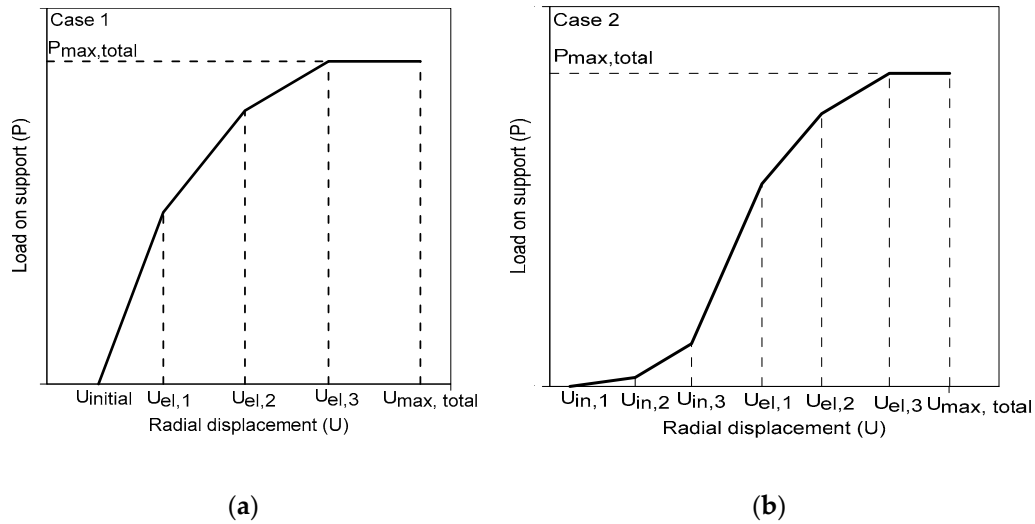 Case 1
Pmax,total
Load on support (P)
Uinitial Uel,1 Uel,2 Uel,3 Umax, total
Radial displacement (U)
(a)
Case 2
Pmax,total
Load on support (P)
Uin,1 Uin,2 Uin,3 Uel,1 Uel,2 Uel,3 Umax, total
Radial displacement (U)
(b)